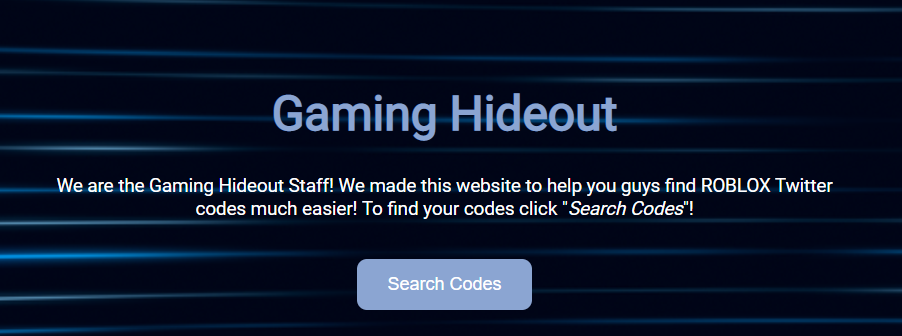 Gaming Hideout
We are the Gaming Hideout Staff! We made this website to help you guys find ROBLOX Twitter
codes much easier! To find your codes click "Search Codes"!
Search Codes